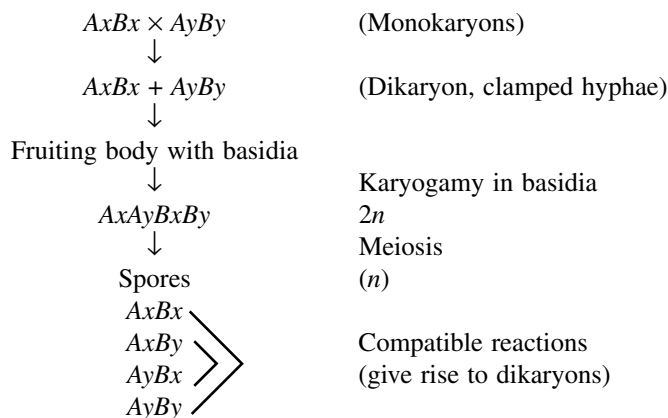 AxBx × AyBy (Monokaryons)
↓
AxBx + AyBy (Dikaryon, clamped hyphae)
↓
Fruiting body with basidia
↓ Karyogamy in basidia
AxAyBxBy 2n
↓ Meiosis
Spores (n)
AxBx
AxBy Compatible reactions
AyBx (give rise to dikaryons)
AyBy